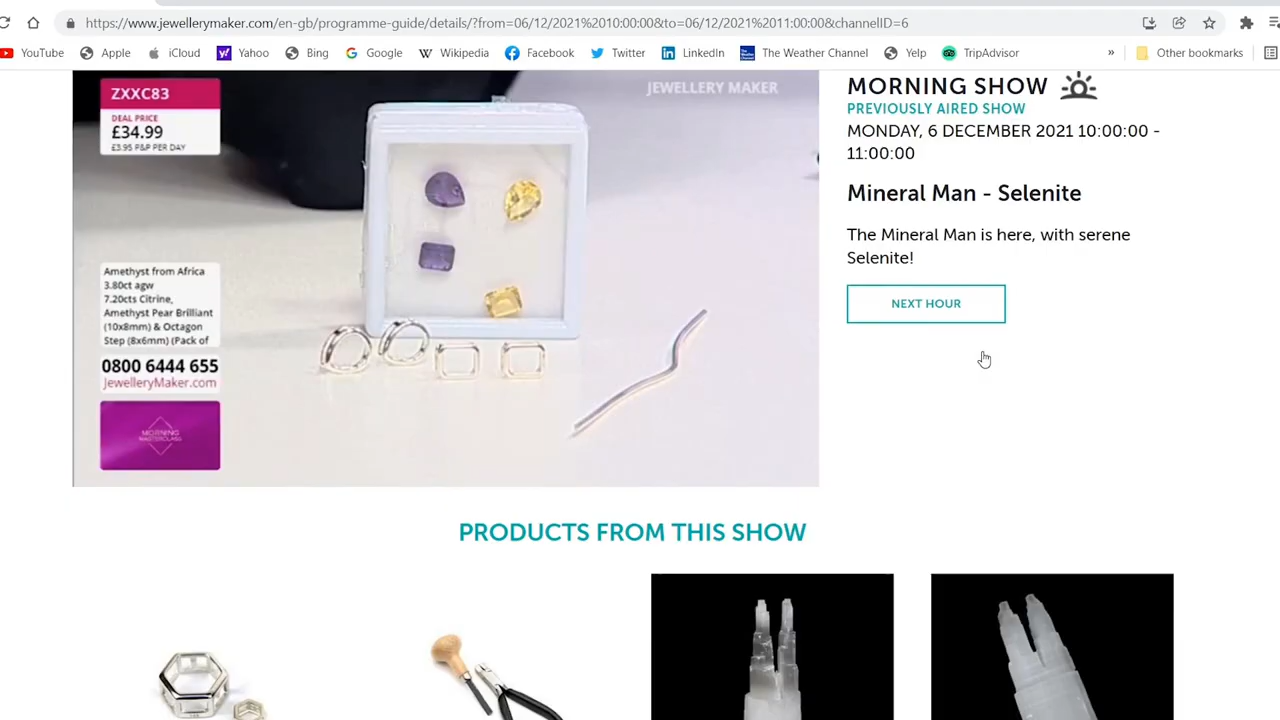 https://www.jewellerymaker.com/en-gb/programme-guide/details/?from=06/12/2021%2010:00:00&to=06/12/2021%2011:00:00&channelID=6
YouTube Apple iCloud Yahoo Bing Google Wikipedia Facebook Twitter LinkedIn The Weather Channel Yelp TripAdvisor » Other bookmarks
ZXXC83
DEAL PRICE
£34.99
£3.95 P&P PER DAY
JEWELLERY MAKER
Amethyst from Africa
3.80ct agw
7.20cts Citrine,
Amethyst Pear Brilliant
(10x8mm) & Octagon
Step (8x6mm) (Pack of
0800 6444 655
JewelleryMaker.com
MORNING
MASTERCLASS
MORNING SHOW
PREVIOUSLY AIRED SHOW
MONDAY, 6 DECEMBER 2021 10:00:00 -
11:00:00
Mineral Man - Selenite
The Mineral Man is here, with serene
Selenite!
NEXT HOUR
PRODUCTS FROM THIS SHOW